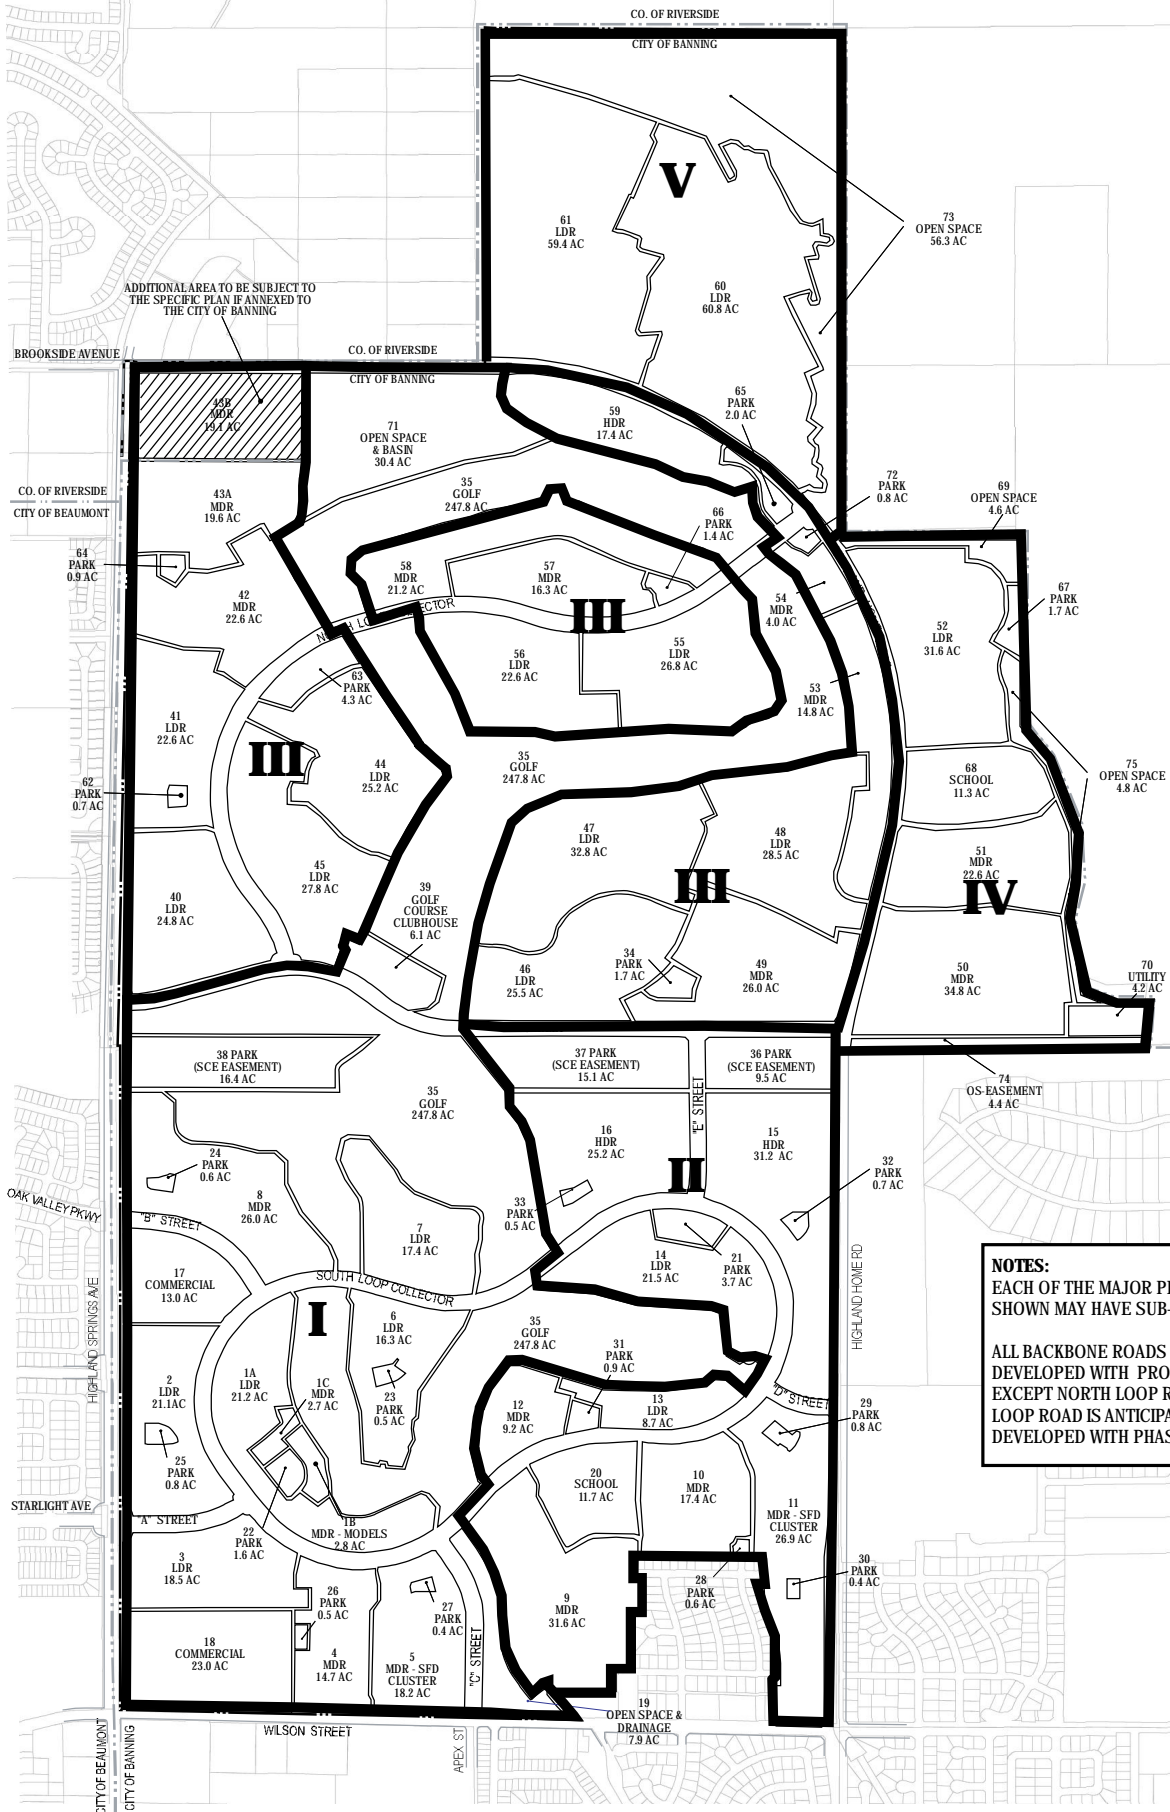 CO. OF RIVERSIDE
CITY OF BANNING
V
61
LDR
59.4 AC
73
OPEN SPACE
56.3 AC
60
LDR
60.8 AC
ADDITIONAL AREA TO BE SUBJECT TO
THE SPECIFIC PLAN IF ANNEXED TO
THE CITY OF BANNING
BROOKSIDE AVENUE
CO. OF RIVERSIDE
CITY OF BANNING
43B
MDR
19.1 AC
65
PARK
2.0 AC
59
HDR
17.4 AC
71
OPEN SPACE
& BASIN
30.4 AC
CO. OF RIVERSIDE
CITY OF BEAUMONT
43A
MDR
19.6 AC
35
GOLF
247.8 AC
72
PARK
0.8 AC
69
OPEN SPACE
4.6 AC
66
PARK
1.4 AC
64
PARK
0.9 AC
58
MDR
21.2 AC
57
MDR
16.3 AC
42
MDR
22.6 AC
54
MDR
4.0 AC
67
PARK
1.7 AC
III
52
LDR
31.6 AC
56
LDR
22.6 AC
55
LDR
26.8 AC
63
PARK
4.3 AC
53
MDR
14.8 AC
41
LDR
22.6 AC
III
44
LDR
25.2 AC
35
GOLF
247.8 AC
68
SCHOOL
11.3 AC
75
OPEN SPACE
4.8 AC
62
PARK
0.7 AC
47
LDR
32.8 AC
48
LDR
28.5 AC
45
LDR
27.8 AC
51
MDR
22.6 AC
III
IV
40
LDR
24.8 AC
39
GOLF
COURSE
CLUBHOUSE
6.1 AC
34
PARK
1.7 AC
46
LDR
25.5 AC
49
MDR
26.0 AC
50
MDR
34.8 AC
70
UTILITY
4.2 AC
38 PARK
(SCE EASEMENT)
16.4 AC
37 PARK
(SCE EASEMENT)
15.1 AC
36 PARK
(SCE EASEMENT)
9.5 AC
74
OS-EASEMENT
4.4 AC
35
GOLF
247.8 AC
"E" STREET
16
HDR
25.2 AC
15
HDR
31.2 AC
24
PARK
0.6 AC
II
32
PARK
0.7 AC
OAK VALLEY PKWY
8
MDR
26.0 AC
33
PARK
0.5 AC
"B" STREET
7
LDR
17.4 AC
14
LDR
21.5 AC
21
PARK
3.7 AC
17
COMMERCIAL
13.0 AC
SOUTH LOOP COLLECTOR
HIGHLAND HOME RD
HIGHLAND SPRINGS AVE
NOTES:
I
6
LDR
16.3 AC
35
GOLF
247.8 AC
31
PARK
0.9 AC
ALL BACKBONE ROADS
2
LDR
21.1AC
1A
LDR
21.2 AC
1C
MDR
2.7 AC
23
PARK
0.5 AC
12
MDR
9.2 AC
13
LDR
8.7 AC
"D" STREET
29
PARK
0.8 AC
25
PARK
0.8 AC
20
SCHOOL
11.7 AC
10
MDR
17.4 AC
11
MDR - SFD
CLUSTER
26.9 AC
STARLIGHT AVE
"A" STREET
22
PARK
1.6 AC
1B
MDR - MODELS
2.8 AC
3
LDR
18.5 AC
26
PARK
0.5 AC
27
PARK
0.4 AC
9
MDR
31.6 AC
28
PARK
0.6 AC
30
PARK
0.4 AC
18
COMMERCIAL
23.0 AC
4
MDR
14.7 AC
5
MDR - SFD
CLUSTER
18.2 AC
"C" STREET
19
OPEN SPACE &
DRAINAGE
7.9 AC
WILSON STREET
APEX ST
CITY OF BEAUMONT
CITY OF BANNING
EACH OF THE MAJOR
SHOWN MAY HAVE
DEVELOPED WITH
EXCEPT NORTH LOOP
LOOP ROAD IS
DEVELOPED WITH